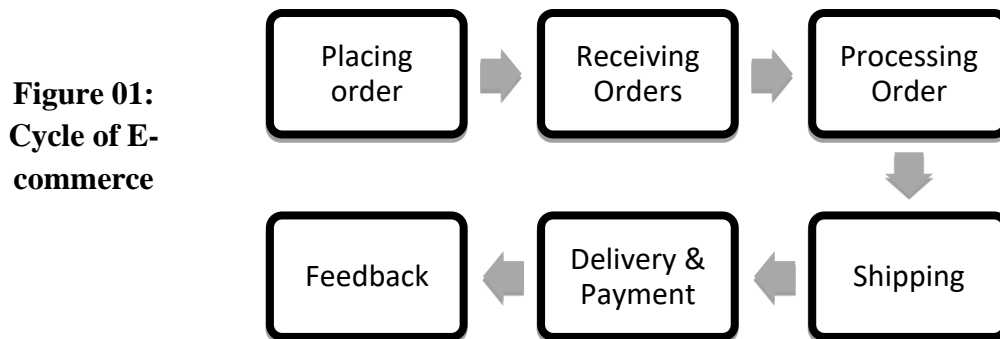 Figure 01:
Cycle of E-
commerce
Placing
order
Receiving
Orders
Processing
Order
Shipping
Delivery &
Payment
Feedback